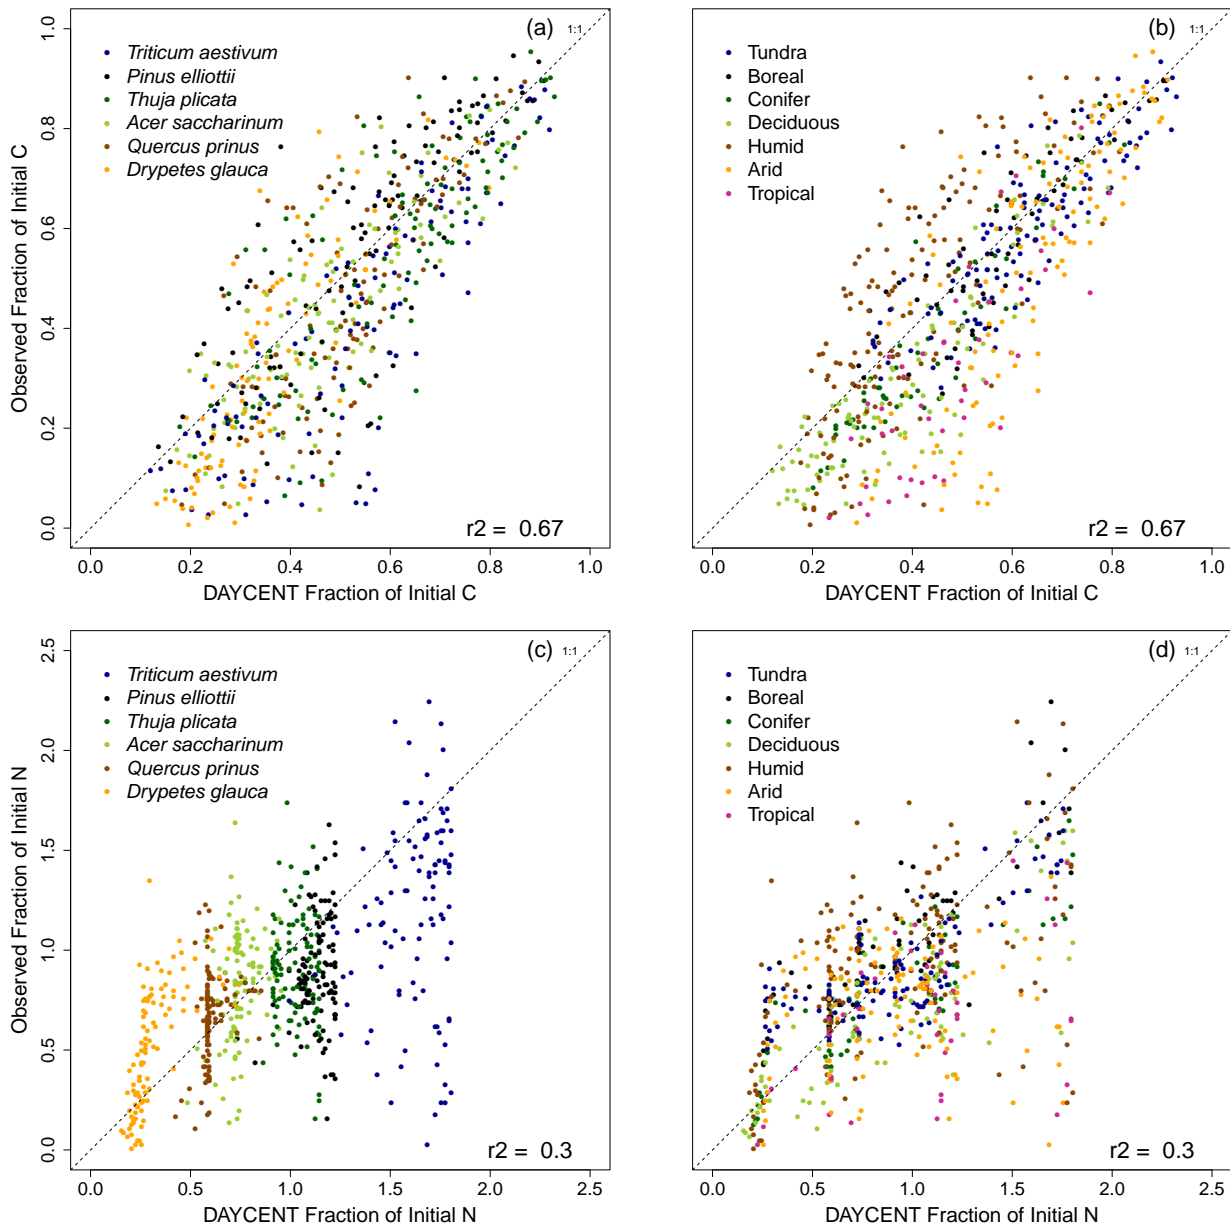 (a)
1:1
Triticum aestivum
Pinus elliottii
Thuja plicata
Acer saccharinum
Quercus prinus
Drypetes glauca
r2 = 0.67
Observed Fraction of Initial C
0.0
0.2
0.4
0.6
0.8
1.0
0.0 0.2 0.4 0.6 0.8 1.0
DAYCENT Fraction of Initial C
(b)
1:1
Tundra
Boreal
Conifer
Deciduous
Humid
Arid
Tropical
r2 = 0.67
0.0 0.2 0.4 0.6 0.8 1.0
DAYCENT Fraction of Initial C
(c)
1:1
Triticum aestivum
Pinus elliottii
Thuja plicata
Acer saccharinum
Quercus prinus
Drypetes glauca
r2 = 0.3
Observed Fraction of Initial N
0.0
0.5
1.0
1.5
2.0
2.5
0.0 0.5 1.0 1.5 2.0 2.5
DAYCENT Fraction of Initial N
(d)
1:1
Tundra
Boreal
Conifer
Deciduous
Humid
Arid
Tropical
r2 = 0.3
0.0 0.5 1.0 1.5 2.0 2.5
DAYCENT Fraction of Initial N